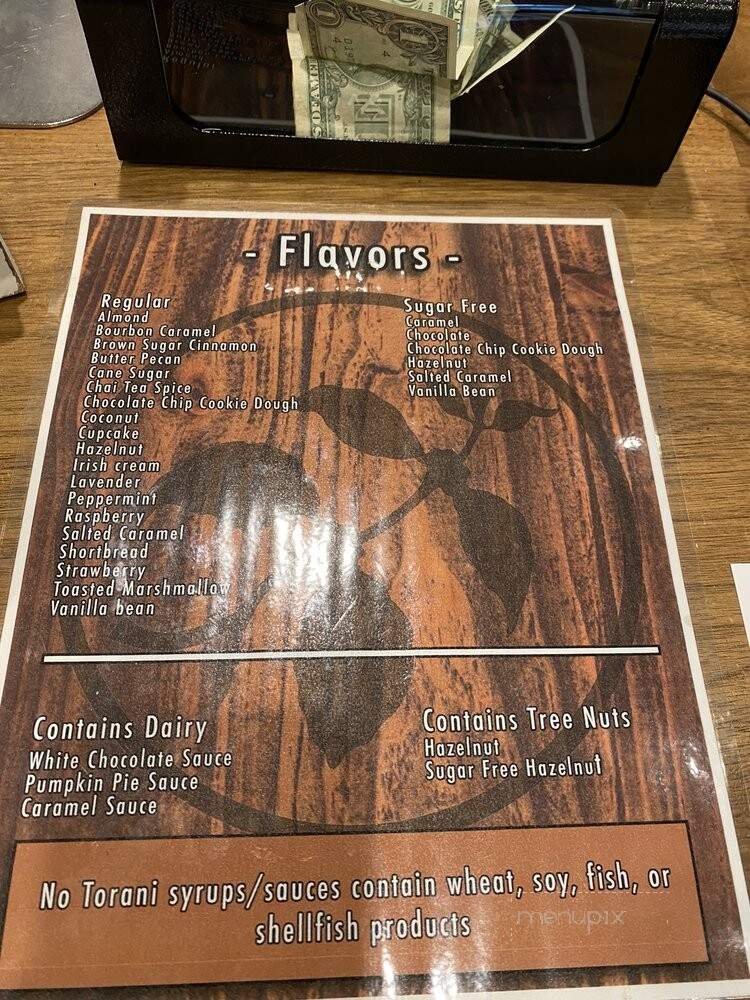 - Flavors -
Regular
Almond
Bourbon Caramel
Brown Sugar Cinnamon
Butter Pecan
Cane Sugar
Chai Tea Spice
Chocolate Chip Cookie Dough
Coconut
Cupcake
Hazelnut
Irish cream
Lavender
Peppermint
Raspberry
Salted Caramel
Shortbread
Strawberry
Toasted Marshmallow
Vanilla bean
Sugar Free
Caramel
Chocolate
Chocolate Chip Cookie Dough
Hazelnut
Salted Caramel
Vanilla Bean
Contains Dairy
White Chocolate Sauce
Pumpkin Pie Sauce
Caramel Sauce
Contains Tree Nuts
Hazelnut
Sugar Free Hazelnut
No Torani syrups/sauces contain wheat, soy, fish, or
shellfish products
menupix